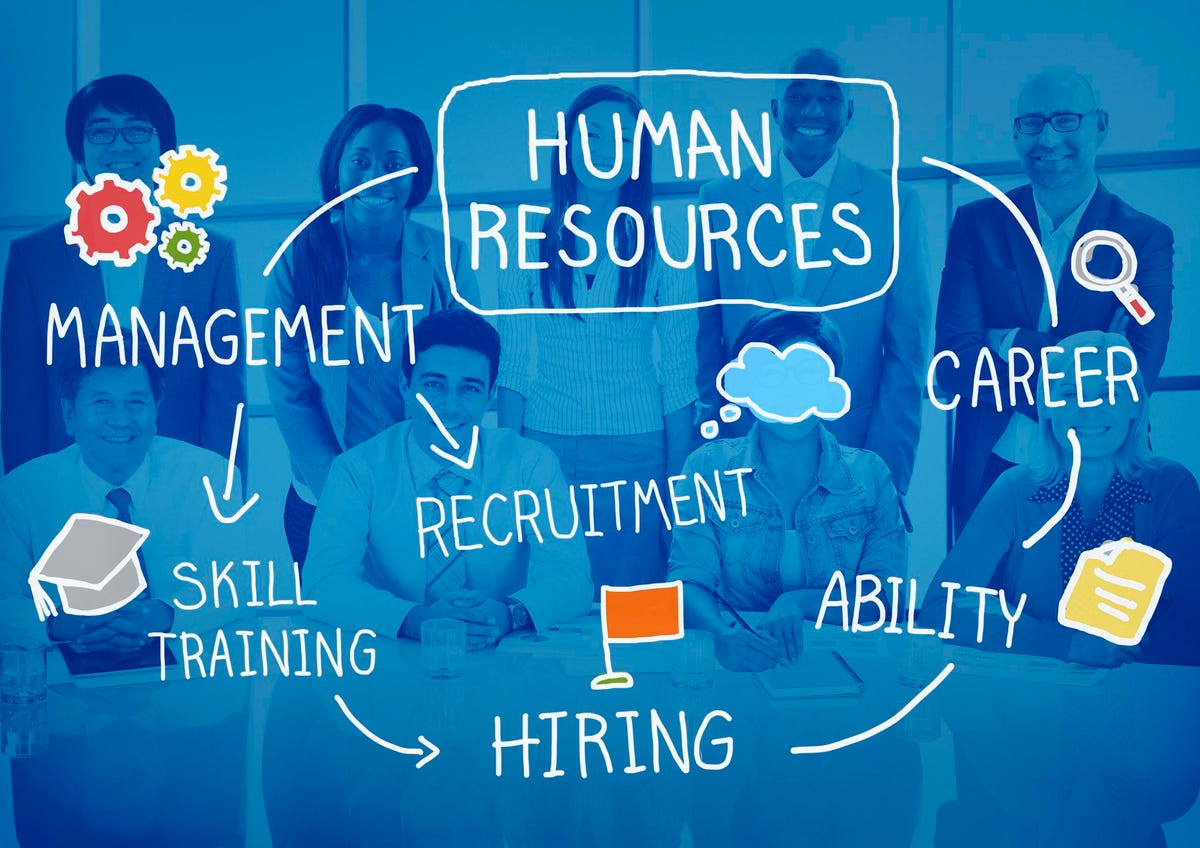 HUMAN
RESOURCES
MANAGEMENT
CAREER
RECRUITMENT
SKILL
TRAINING
ABILITY
HIRING